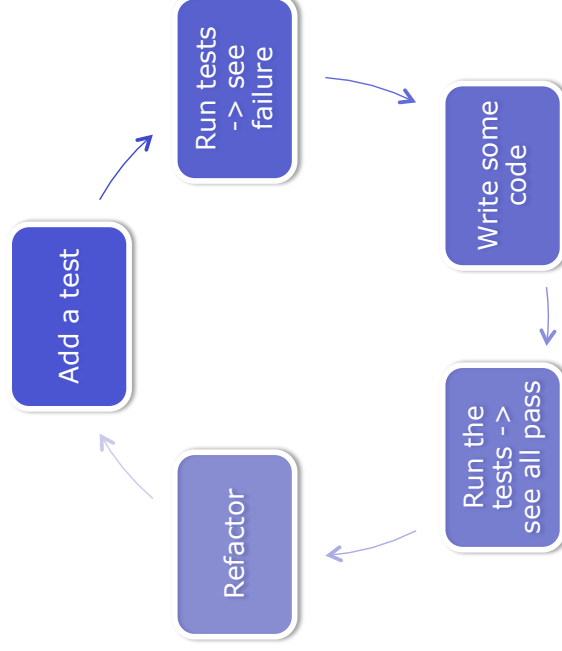 Add a test
Run tests
-> see
failure
Write some
code
Run the
tests ->
see all pass
Refactor